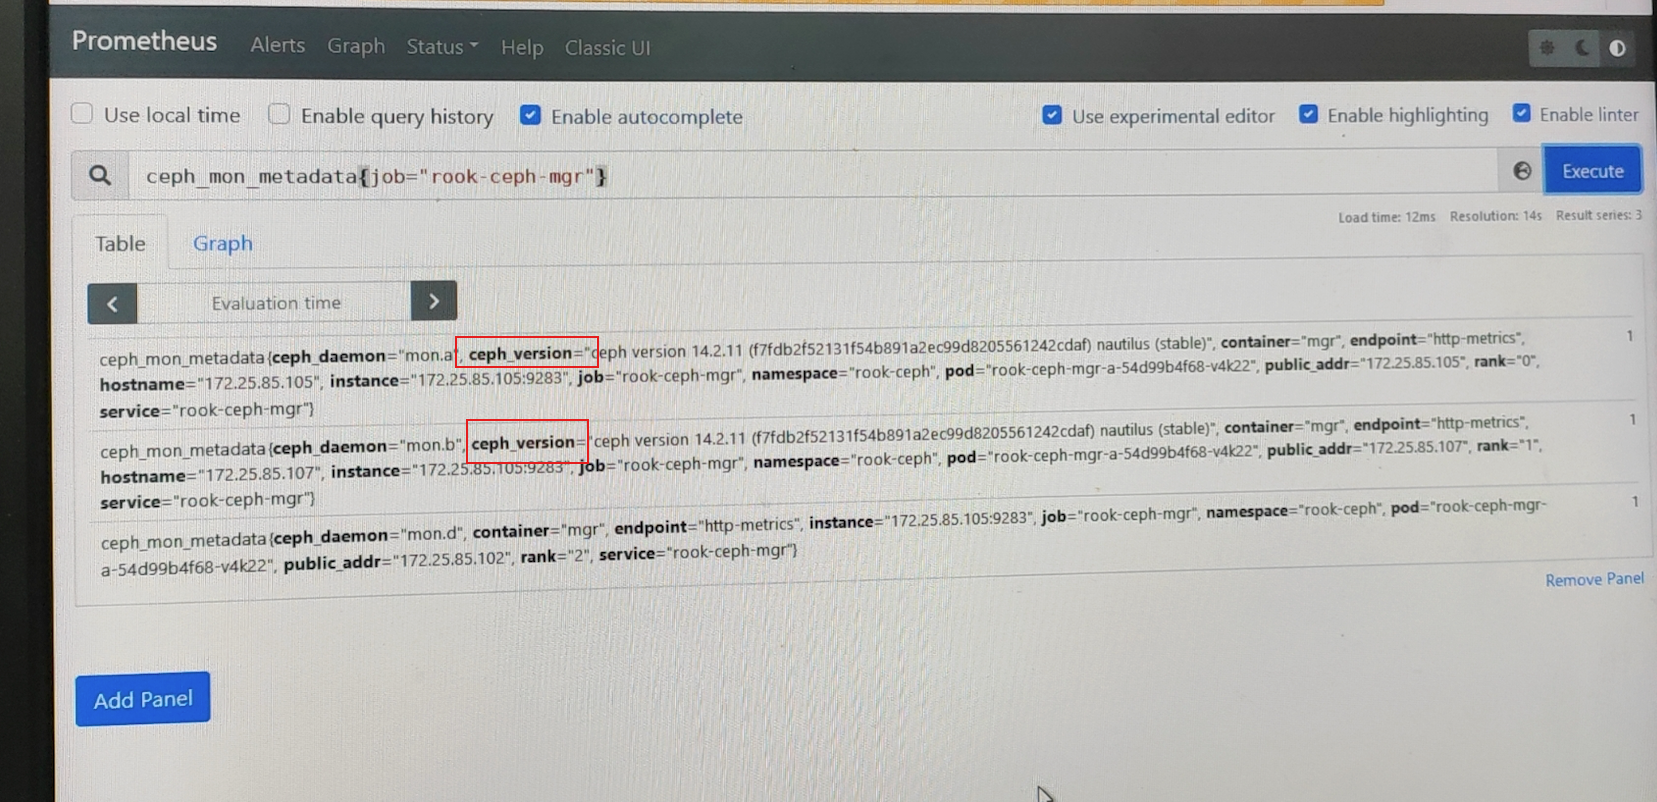 Prometheus Alerts Graph Status Help Classic UI
Use local time Enable query history Enable autocomplete Use experimental editor Enable highlighting Enable linter
ceph_mon_metadata{job="rook-ceph-mgr"} Execute
Load time: 12ms Resolution: 14s Result series: 3
Table Graph
Evaluation time
ceph_mon_metadata{ceph_daemon="mon.a", ceph_version="ceph version 14.2.11 (f7fdb2f52131f54b891a2ec99d8205561242cdaf) nautilus (stable)", container="mgr", endpoint="http-metrics", 1
hostname="172.25.85.105", instance="172.25.85.105:9283", job="rook-ceph-mgr", namespace="rook-ceph", pod="rook-ceph-mgr-a-54d99b4f68-v4k22", public_addr="172.25.85.105", rank="0",
service="rook-ceph-mgr"}
ceph_mon_metadata{ceph_daemon="mon.b", ceph_version="ceph version 14.2.11 (f7fdb2f52131f54b891a2ec99d8205561242cdaf) nautilus (stable)", container="mgr", endpoint="http-metrics", 1
hostname="172.25.85.107", instance="172.25.85.105:9283", job="rook-ceph-mgr", namespace="rook-ceph", pod="rook-ceph-mgr-a-54d99b4f68-v4k22", public_addr="172.25.85.107", rank="1",
service="rook-ceph-mgr"}
ceph_mon_metadata{ceph_daemon="mon.d", container="mgr", endpoint="http-metrics", instance="172.25.85.105:9283", job="rook-ceph-mgr", namespace="rook-ceph", pod="rook-ceph-mgr- 1
a-54d99b4f68-v4k22", public_addr="172.25.85.102", rank="2", service="rook-ceph-mgr"}
Remove Panel
Add Panel